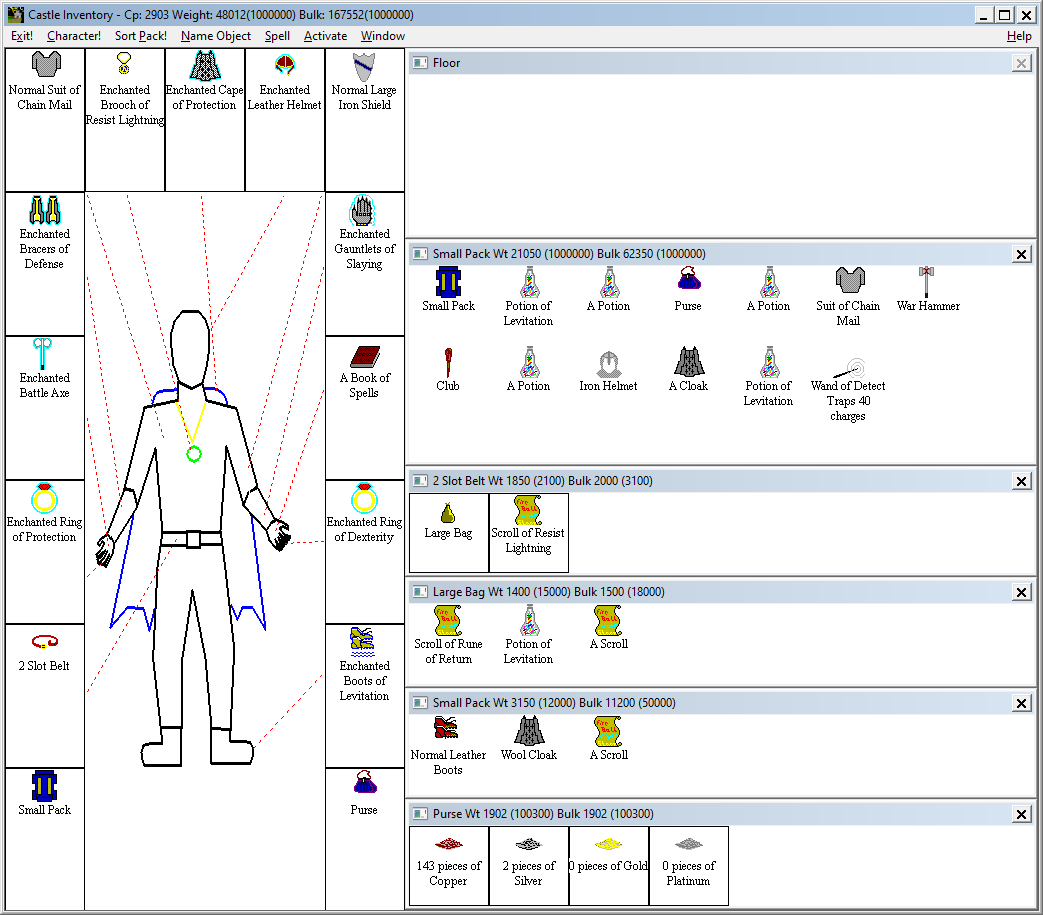 Castle Inventory - Cp: 2903 Weight: 48012(1000000) Bulk: 167552(1000000)
Exit! Character! Sort Pack! Name Object Spell Activate Window Help
Normal Suit of
Chain Mail
Enchanted
Brooch of
Resist Lightning
Enchanted Cape
of Protection
Enchanted
Leather Helmet
Normal Large
Iron Shield
Enchanted
Bracers of
Defense
Enchanted
Gauntlets of
Slaying
Enchanted
Battle Axe
A Book of
Spells
Enchanted Ring
of Protection
Enchanted Ring
of Dexterity
2 Slot Belt
Enchanted
Boots of
Levitation
Small Pack
Purse
Floor
Small Pack Wt 21050 (1000000) Bulk 62350 (1000000)
Small Pack
Potion of
Levitation
A Potion
Purse
A Potion
Suit of Chain
Mail
War Hammer
Club
A Potion
Iron Helmet
A Cloak
Potion of
Levitation
Wand of Detect
Traps 40
charges
2 Slot Belt Wt 1850 (2100) Bulk 2000 (3100)
Large Bag
Fire
Ball
Scroll of Resist
Lightning
Large Bag Wt 1400 (15000) Bulk 1500 (18000)
Fire
Ball
Scroll of Rune
of Return
Potion of
Levitation
Fire
Ball
A Scroll
Small Pack Wt 3150 (12000) Bulk 11200 (50000)
Normal Leather
Boots
Wool Cloak
Fire
Ball
A Scroll
Purse Wt 1902 (100300) Bulk 1902 (100300)
143 pieces of
Copper
2 pieces of
Silver
0 pieces of Gold
0 pieces of
Platinum